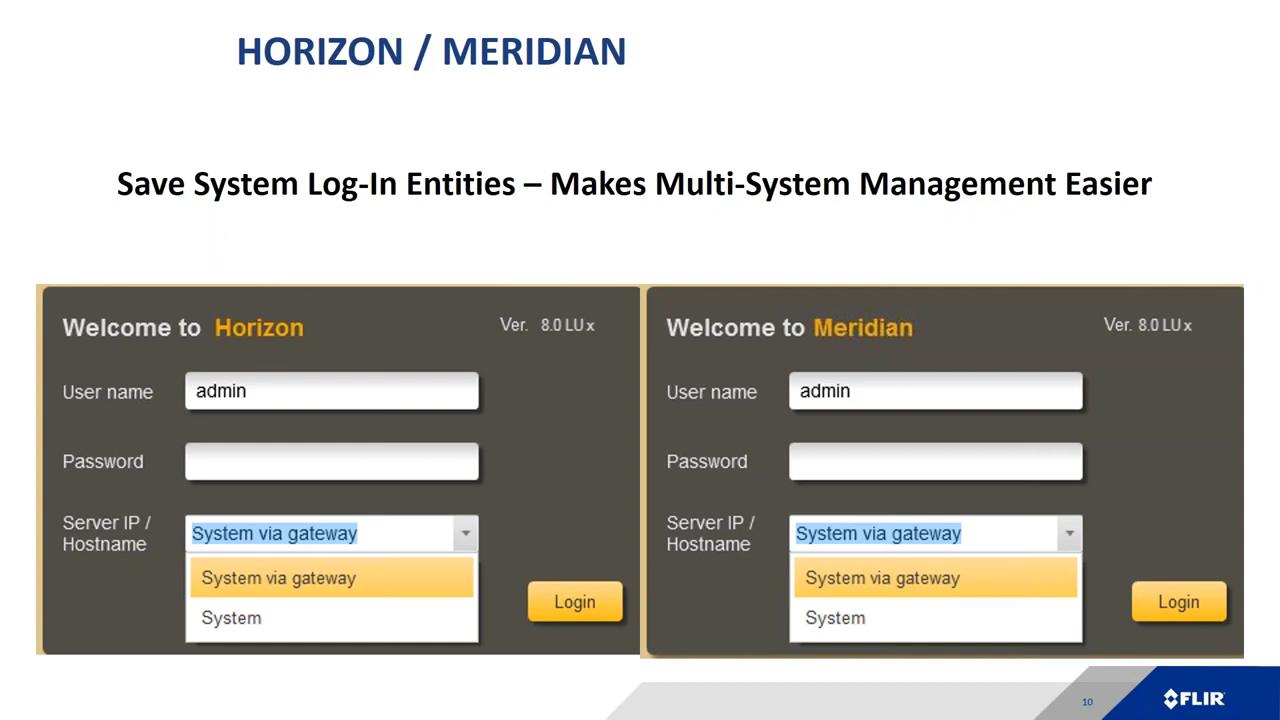 HORIZON / MERIDIAN
Save System Log-In Entities – Makes Multi-System Management Easier
Welcome to Horizon
Ver. 8.0 LU x
User name
admin
Password
Server IP /
Hostname
System via gateway
System via gateway
System
Login
Welcome to Meridian
Ver. 8.0 LU x
User name
admin
Password
Server IP /
Hostname
System via gateway
System via gateway
System
Login
10
FLIR